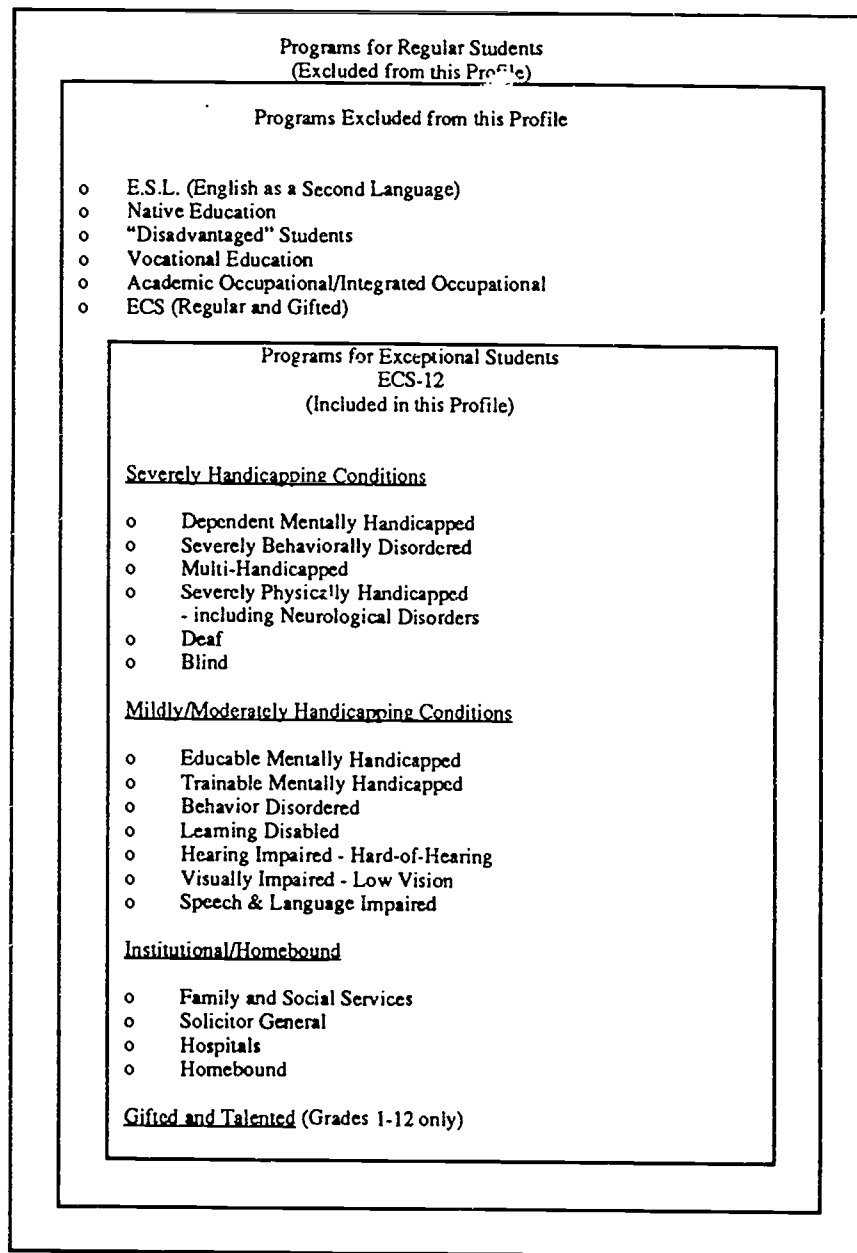 Programs for Regular Students
(Excluded from this Profile)
Programs Excluded from this Profile
o E.S.L. (English as a Second Language)
o Native Education
o "Disadvantaged" Students
o Vocational Education
o Academic Occupational/Integrated Occupational
o ECS (Regular and Gifted)
Programs for Exceptional Students
ECS-12
(Included in this Profile)
Severely Handicapping Conditions
o Dependent Mentally Handicapped
o Severely Behaviorally Disordered
o Multi-Handicapped
o Severely Physically Handicapped
- including Neurological Disorders
o Deaf
o Blind
Mildly/Moderately Handicapping Conditions
o Educable Mentally Handicapped
o Trainable Mentally Handicapped
o Behavior Disordered
o Learning Disabled
o Hearing Impaired - Hard-of-Hearing
o Visually Impaired - Low Vision
o Speech & Language Impaired
Institutional/Homebound
o Family and Social Services
o Solicitor General
o Hospitals
o Homebound
Gifted and Talented (Grades 1-12 only)